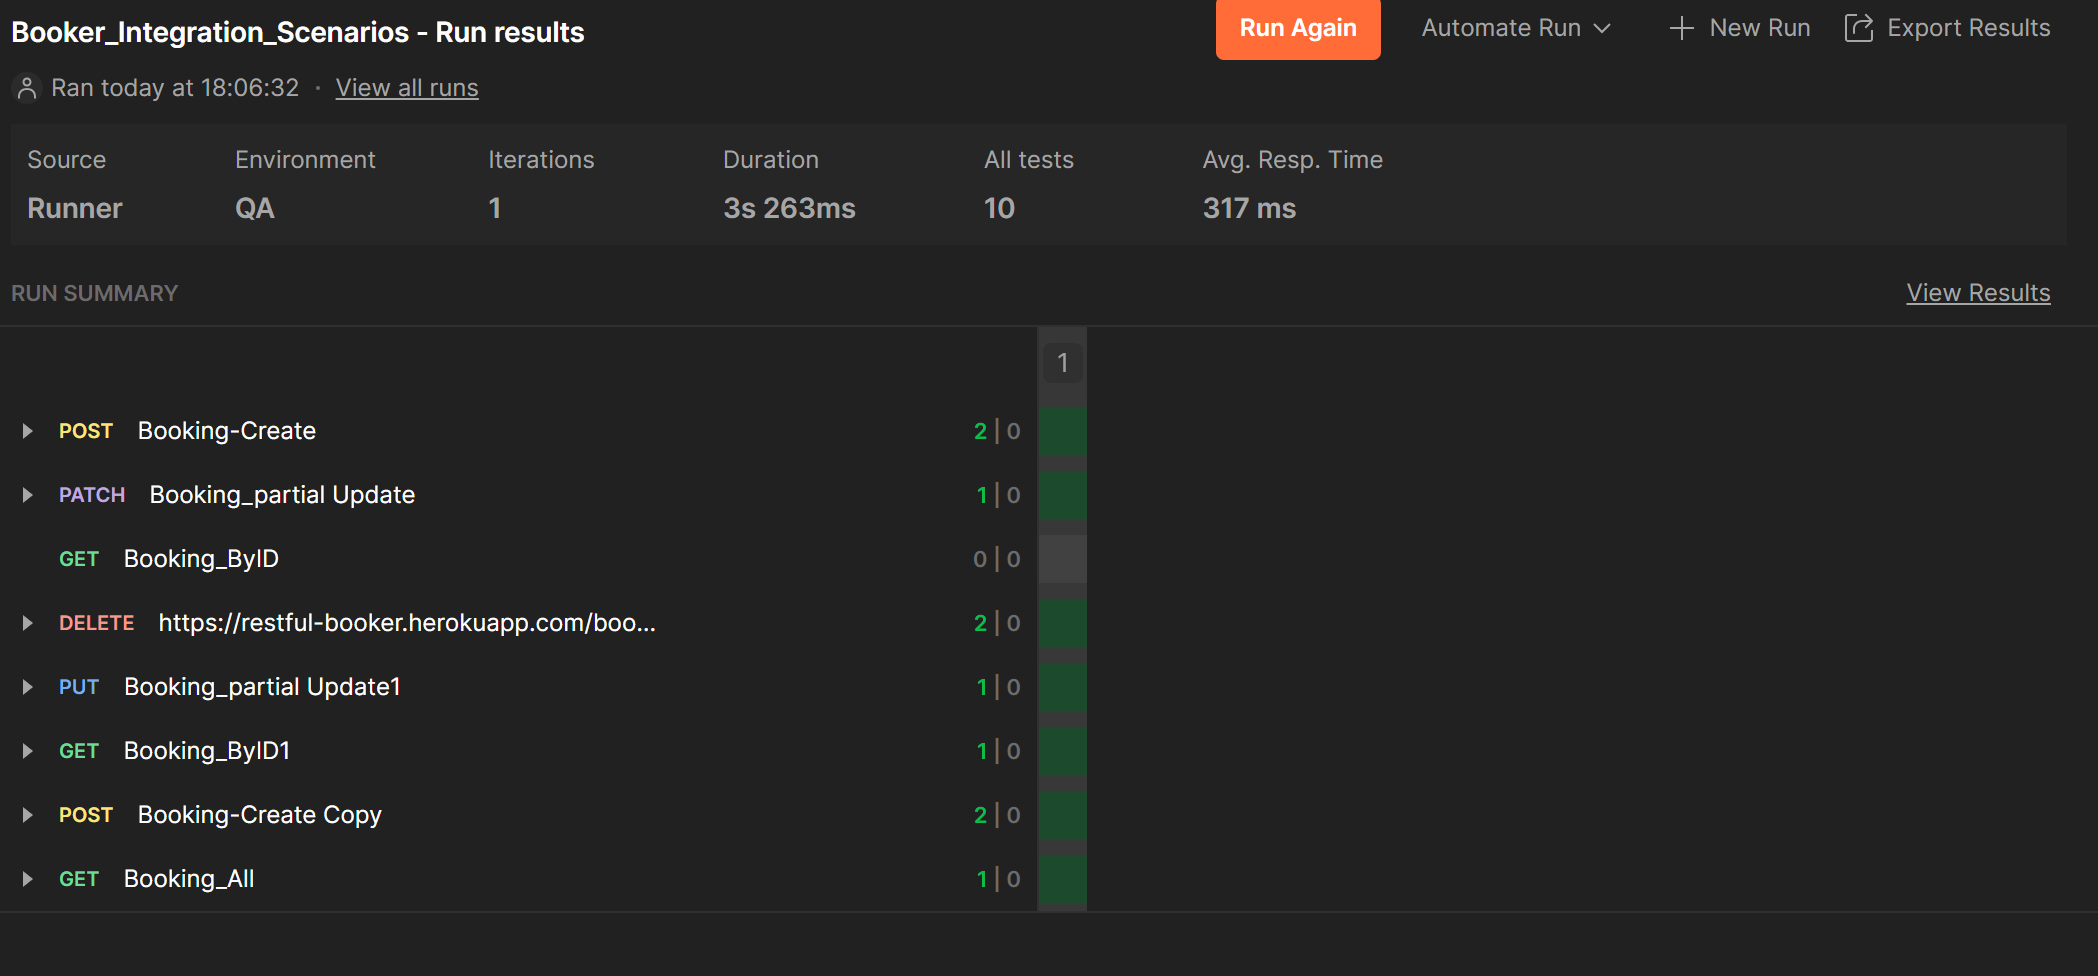 Booker_Integration_Scenarios - Run results
Run Again
Automate Run
New Run
Export Results
Ran today at 18:06:32 · View all runs
Source Environment Iterations Duration All tests Avg. Resp. Time
Runner QA 1 3s 263ms 10 317 ms
RUN SUMMARY View Results
1
POST Booking-Create 2 | 0
PATCH Booking_partial Update 1 | 0
GET Booking_ByID 0 | 0
DELETE https://restful-booker.herokuapp.com/boo... 2 | 0
PUT Booking_partial Update1 1 | 0
GET Booking_ByID1 1 | 0
POST Booking-Create Copy 2 | 0
GET Booking_All 1 | 0